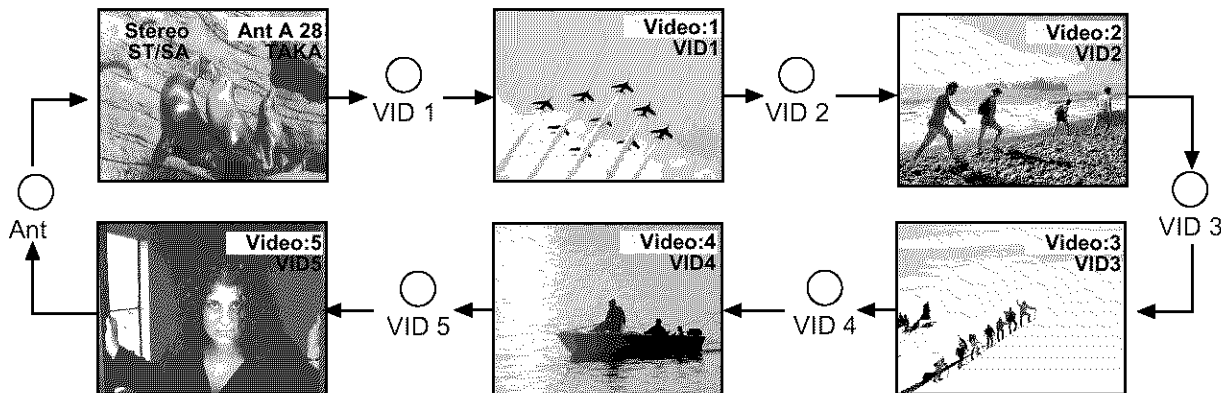 Stereo Ant A 28
ST/SA TAKA
VID 1
Video:1
VID1
VID 2
Video:2
VID2
VID 3
Video:3
VID3
VID 4
Video:4
VID4
VID 5
Video:5
VID5
Ant